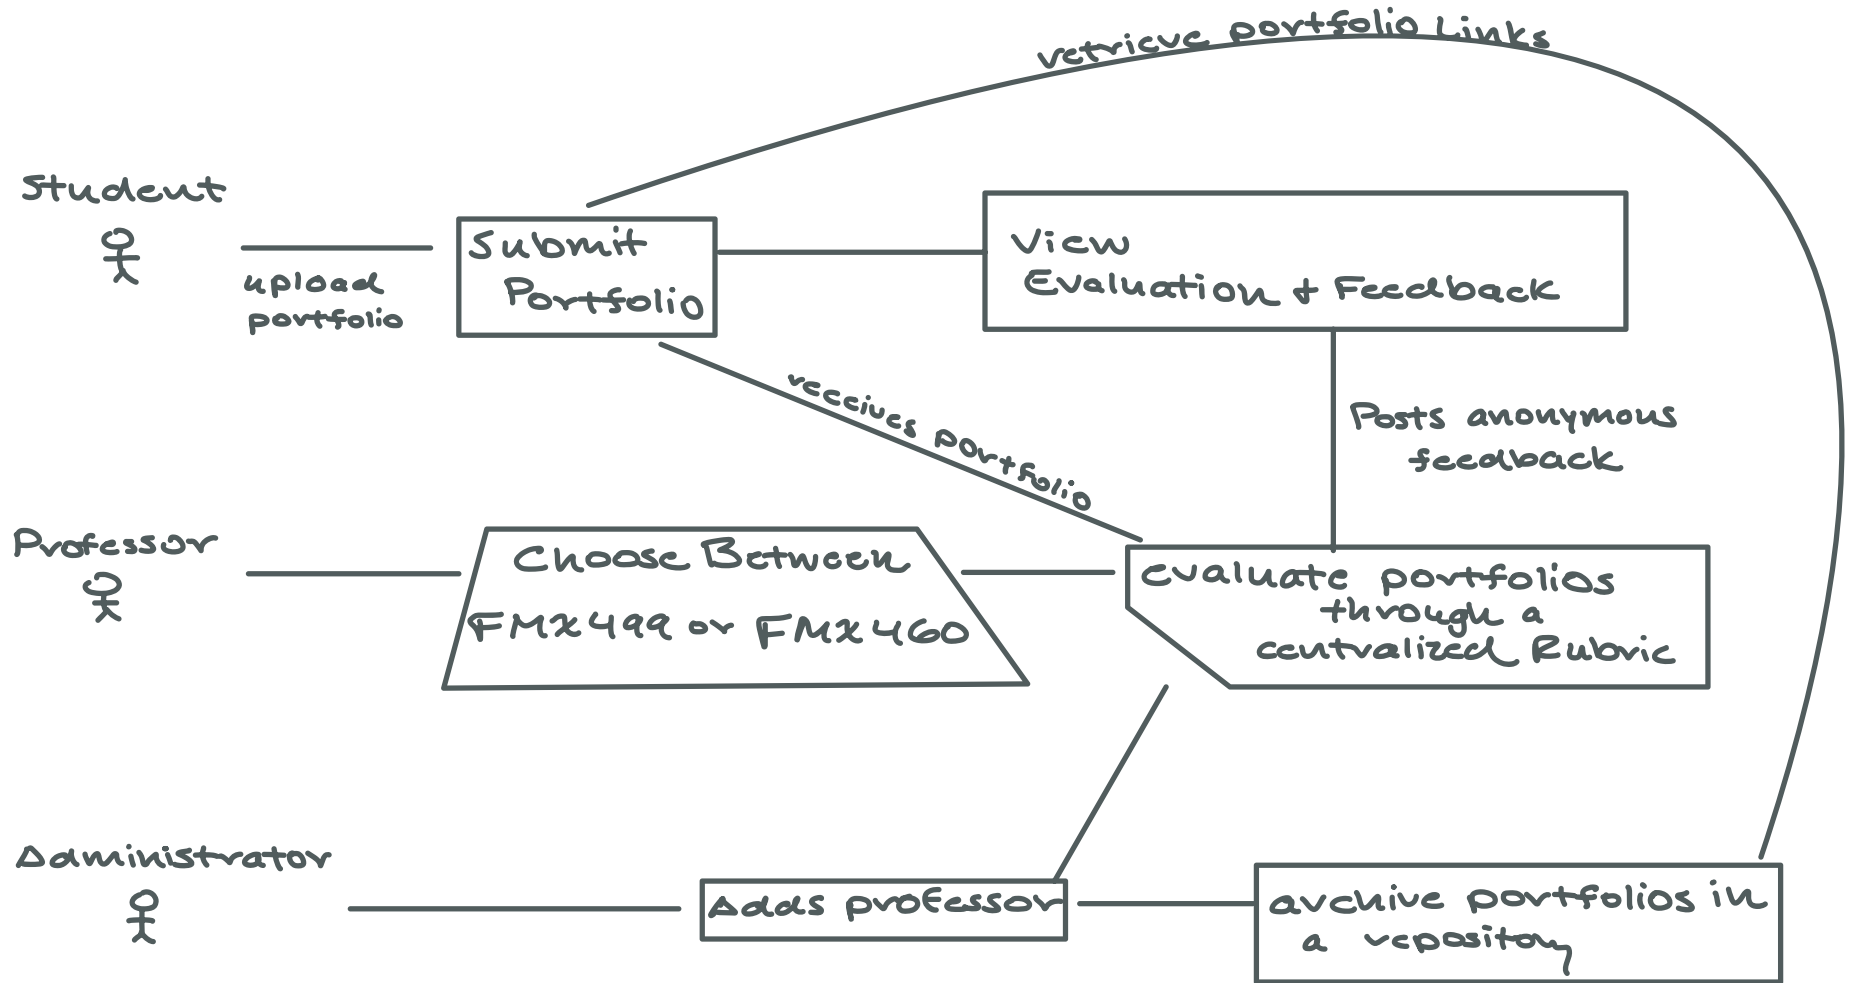 retrieve portfolio Links
Student
Submit
Portfolio
upload
portfolio
View
Evaluation + Feedback
receives portfolio
Posts anonymous
feedback
Professor
Choose Between
FMX499 or FMX460
evaluate portfolios
through a
centralized Rubric
Administrator
Adds professor
archive portfolios in
a repository